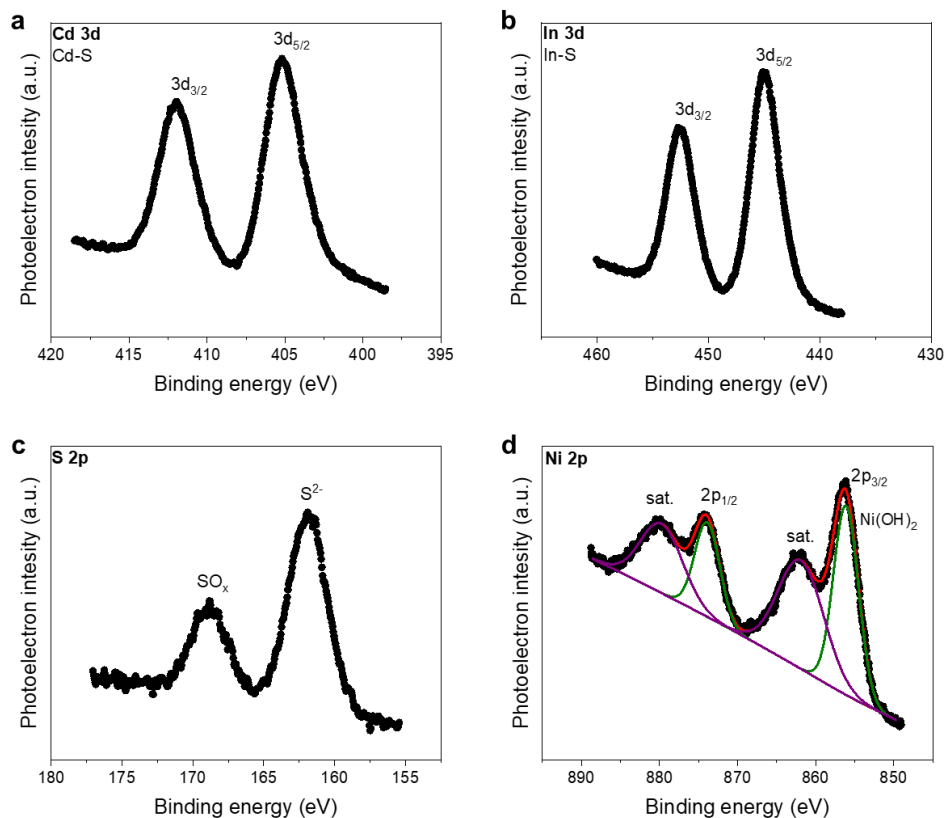 a
Cd 3d
Cd-S
3d3/2
3d5/2
Photoelectron intesity (a.u.)
420 415 410 405 400 395
Binding energy (eV)
b
In 3d
In-S
3d3/2
3d5/2
Photoelectron intesity (a.u.)
460 450 440 430
Binding energy (eV)
c
S 2p
SOx
S2-
Photoelectron intesity (a.u.)
180 175 170 165 160 155
Binding energy (eV)
d
Ni 2p
sat.
2p1/2
sat.
2p3/2
Ni(OH)2
Photoelectron intesity (a.u.)
890 880 870 860 850
Binding energy (eV)